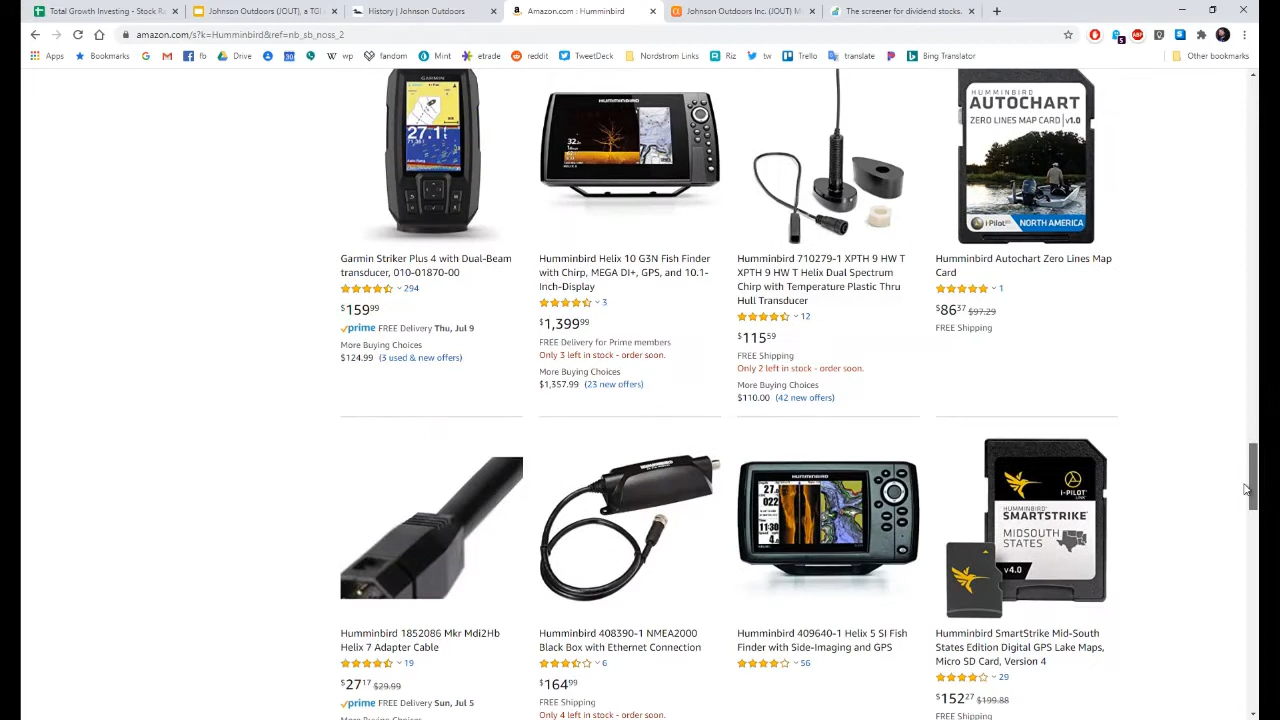 Total Growth Investing - Stock Ra
Johnson Outdoors (JOUT), a TGI
History | Johnson Outdoors
Amazon.com : Humminbird
Johnson Outdoors Inc. (JOUT) M
The screener for dividend stocks.
amazon.com/s?k=Humminbird&ref=nb_sb_noss_2
Apps Bookmarks fb Drive wp fandom Mint etrade reddit TweetDeck Nordstrom Links Riz tw Trello translate p Bing Translator Other bookmarks
GARMIN
27.1
HUMMINBIRD
HUMMINBIRD
AUTOCHART
ZERO LINES MAP CARD | v1.0
i-Pilot
NORTH AMERICA
Garmin Striker Plus 4 with Dual-Beam
transducer, 010-01870-00
294
$159.99
prime FREE Delivery Thu, Jul 9
More Buying Choices
$124.99 (3 used & new offers)
Humminbird Helix 10 G3N Fish Finder
with Chirp, MEGA DI+, GPS, and 10.1-
Inch-Display
3
$1,399.99
FREE Delivery for Prime members
Only 3 left in stock - order soon.
More Buying Choices
$1,357.99 (23 new offers)
Humminbird 710279-1 XPTH 9 HW T
XPTH 9 HW T Helix Dual Spectrum
Chirp with Temperature Plastic Thru
Hull Transducer
12
$115.59
FREE Shipping
Only 2 left in stock - order soon.
More Buying Choices
$110.00 (42 new offers)
Humminbird Autochart Zero Lines Map
Card
1
$86.37 $97.29
FREE Shipping
HUMMINBIRD
HUMMINBIRD
SMARTSTRIKE
MIDSOUTH
STATES
v4.0
i-PILOT
LINK
Humminbird 1852086 Mkr Mdi2Hb
Helix 7 Adapter Cable
19
$27.17 $29.99
prime FREE Delivery Sun, Jul 5
Humminbird 408390-1 NMEA2000
Black Box with Ethernet Connection
6
$164.99
FREE Shipping
Only 4 left in stock - order soon.
Humminbird 409640-1 Helix 5 SI Fish
Finder with Side-Imaging and GPS
56
Humminbird SmartStrike Mid-South
States Edition Digital GPS Lake Maps,
Micro SD Card, Version 4
29
$152.27 $199.88
FREE Shipping